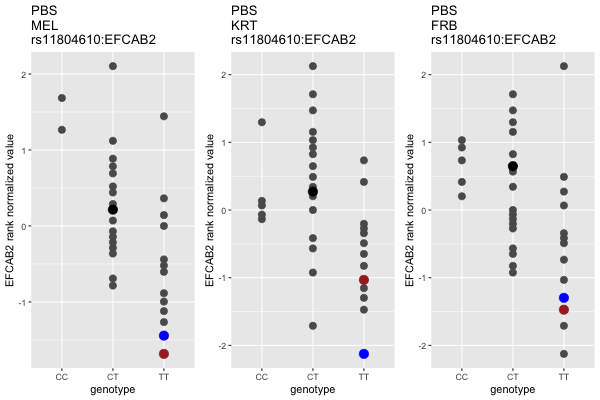 PBS
MEL
rs11804610:EFCAB2
EFCAB2 rank normalized value
2
1
0
-1
CC CT TT
genotype
PBS
KRT
rs11804610:EFCAB2
EFCAB2 rank normalized value
2
1
0
-1
-2
CC CT TT
genotype
PBS
FRB
rs11804610:EFCAB2
EFCAB2 rank normalized value
2
1
0
-1
-2
CC CT TT
genotype